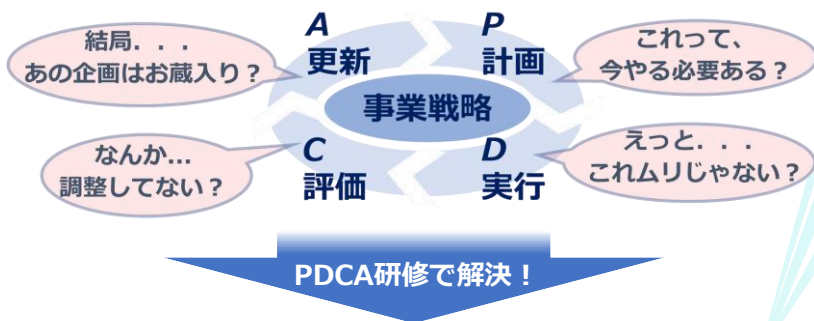 結局．．．
あの企画はお蔵入り？
A
更新
P
計画
これって、
今やる必要ある？
事業戦略
なんか...
調整してない？
C
評価
D
実行
えっと．．．
これムリじゃない？
PDCA研修で解決！